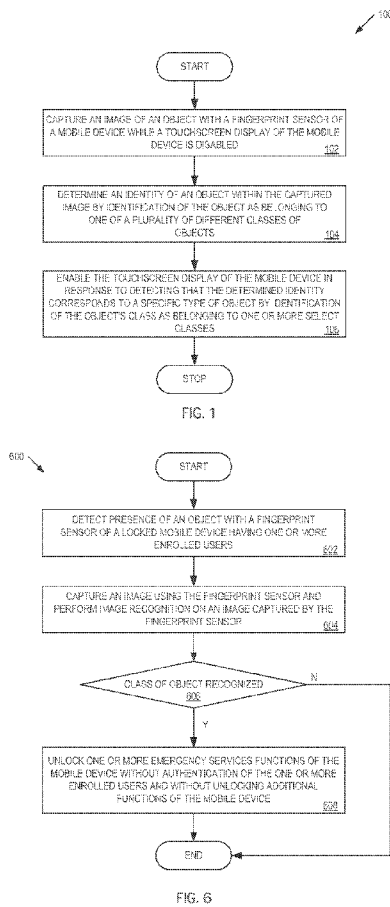 100
START
CAPTURE AN IMAGE OF AN OBJECT WITH A FINGERPRINT SENSOR OF
A MOBILE DEVICE WHILE A TOUCHSCREEN DISPLAY OF THE MOBILE
DEVICE IS DISABLED
102
DETERMINE AN IDENTITY OF AN OBJECT WITHIN THE CAPTURED
IMAGE BY IDENTIFICATION OF THE OBJECT AS BELONGING TO
ONE OF A PLURALITY OF DIFFERENT CLASSES OF
OBJECTS
104
ENABLE THE TOUCHSCREEN DISPLAY OF THE MOBILE DEVICE IN
RESPONSE TO DETECTING THAT THE DETERMINED IDENTITY
CORRESPONDS TO A SPECIFIC TYPE OF OBJECT BY IDENTIFICATION
OF THE OBJECT'S CLASS AS BELONGING TO ONE OR MORE SELECT
CLASSES
106
STOP
FIG. 1
600
START
DETECT PRESENCE OF AN OBJECT WITH A FINGERPRINT
SENSOR OF A LOCKED MOBILE DEVICE HAVING ONE OR MORE
ENROLLED USERS
602
CAPTURE AN IMAGE USING THE FINGERPRINT SENSOR AND
PERFORM IMAGE RECOGNITION ON AN IMAGE CAPTURED BY THE
FINGERPRINT SENSOR
604
CLASS OF OBJECT RECOGNIZED
606
N
Y
UNLOCK ONE OR MORE EMERGENCY SERVICES FUNCTIONS OF THE
MOBILE DEVICE WITHOUT AUTHENTICATION OF THE ONE OR MORE
ENROLLED USERS AND WITHOUT UNLOCKING ADDITIONAL
FUNCTIONS OF THE MOBILE DEVICE
608
END
FIG. 6